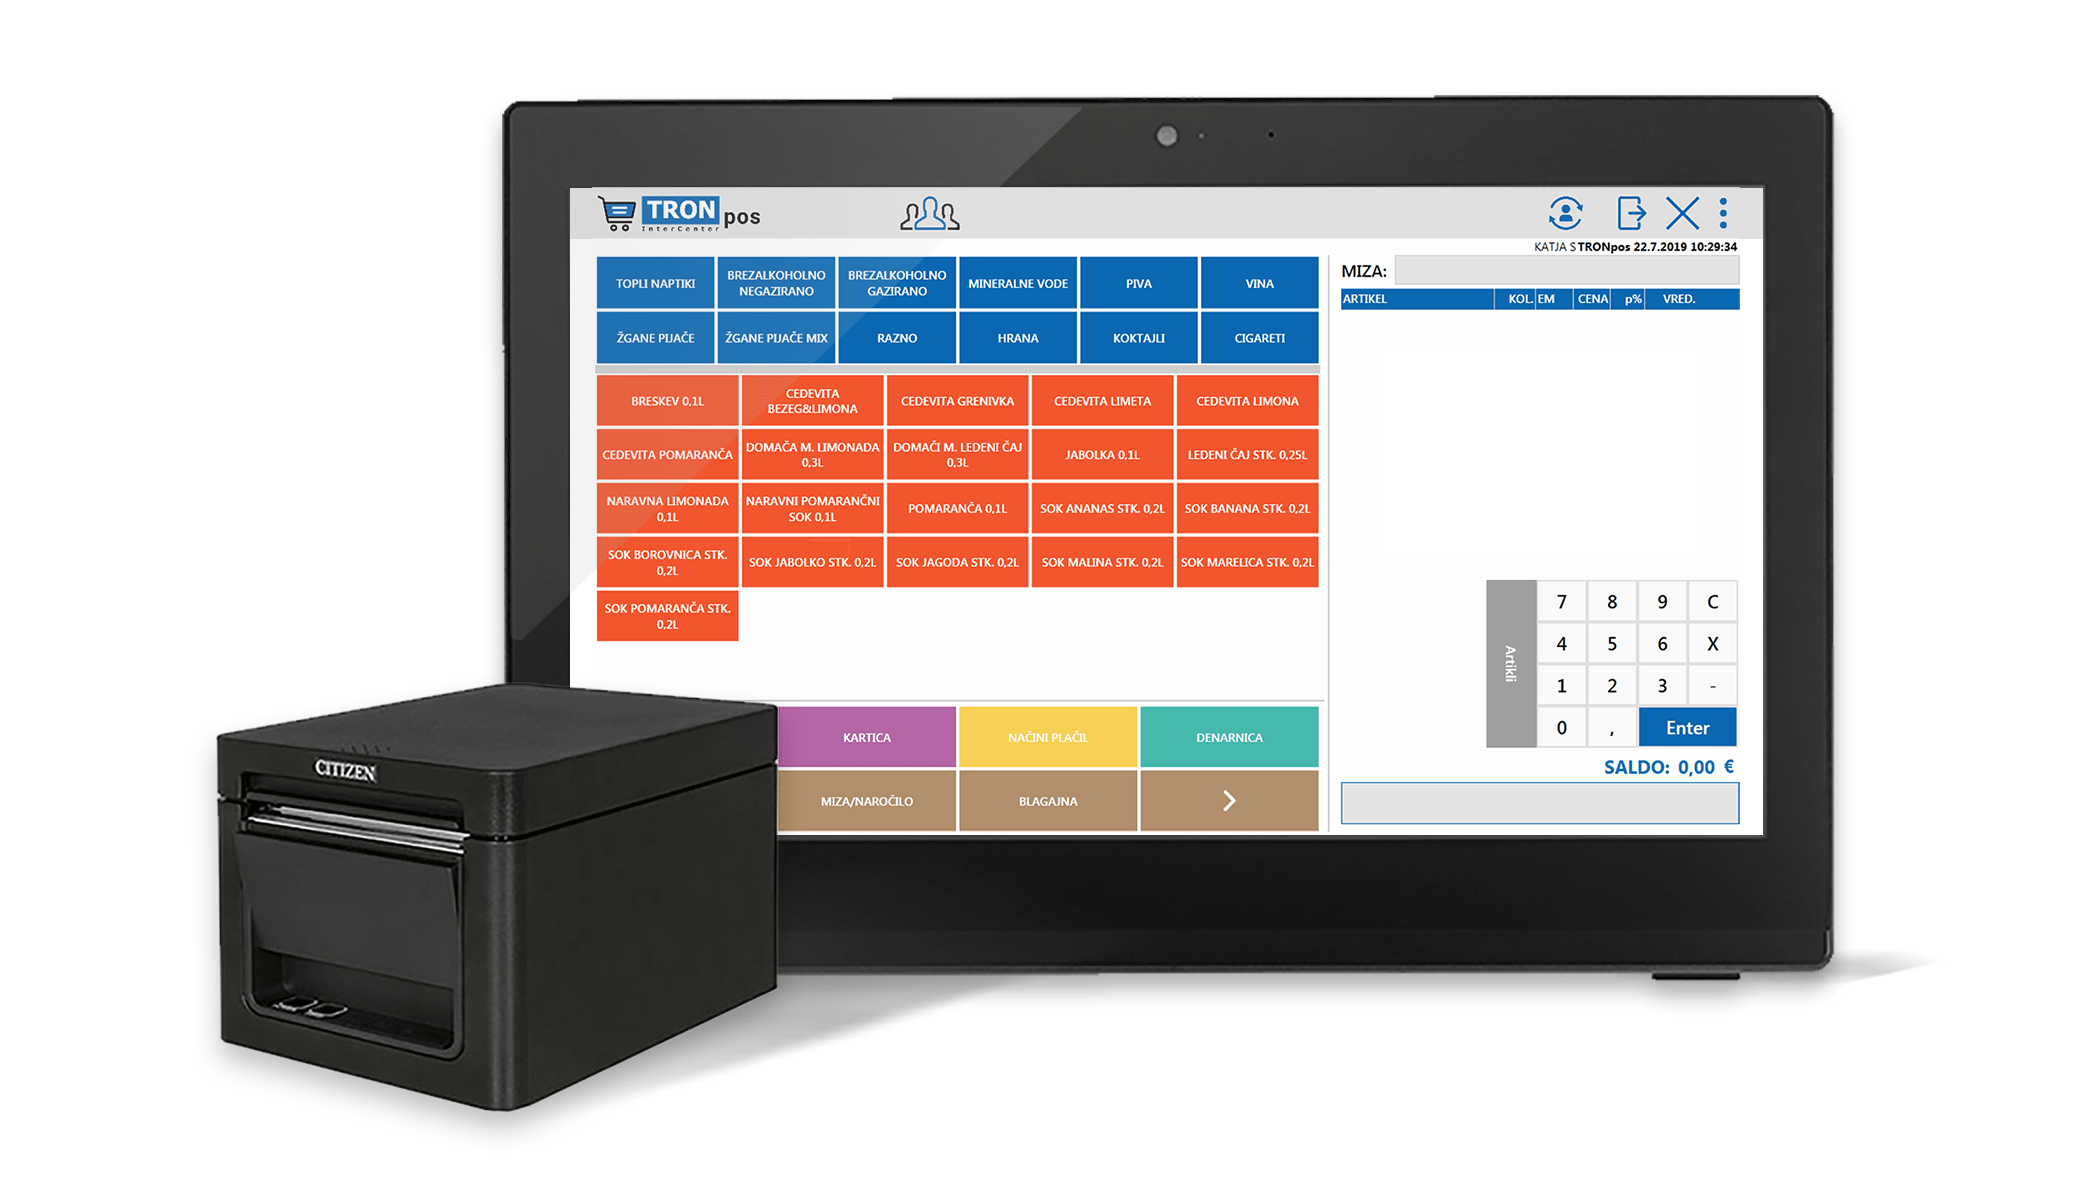 TRON pos
InterCenter
KATJA S TRONpos 22.7.2019 10:29:34
TOPLI NAPTIKI
BREZALKOHOLNO
NEGAZIRANO
BREZALKOHOLNO
GAZIRANO
MINERALNE VODE
PIVA
VINA
ŽGANE PIJAČE
ŽGANE PIJAČE MIX
RAZNO
HRANA
KOKTAJLI
CIGARETI
BRESKEV 0,1L
CEDEVITA
BEZEG&LIMONA
CEDEVITA GRENIVKA
CEDEVITA LIMETA
CEDEVITA LIMONA
CEDEVITA POMARANČA
DOMAČA M. LIMONADA
0,3L
DOMAČI M. LEDENI ČAJ
0,3L
JABOLKA 0,1L
LEDENI ČAJ STK. 0,25L
NARAVNA LIMONADA
0,1L
NARAVNI POMARANČNI
SOK 0,1L
POMARANČA 0,1L
SOK ANANAS STK. 0,2L
SOK BANANA STK. 0,2L
SOK BOROVNICA STK.
0,2L
SOK JABOLKO STK. 0,2L
SOK JAGODA STK. 0,2L
SOK MALINA STK. 0,2L
SOK MARELICA STK. 0,2L
SOK POMARANČA STK.
0,2L
KARTICA
NAČINI PLAČIL
DENARNICA
MIZA/NAROČILO
BLAGAJNA
MIZA:
ARTIKEL KOL. EM CENA p% VRED.
Artikli
7 8 9 C
4 5 6 X
1 2 3 -
0 , Enter
SALDO: 0,00 €
CITIZEN